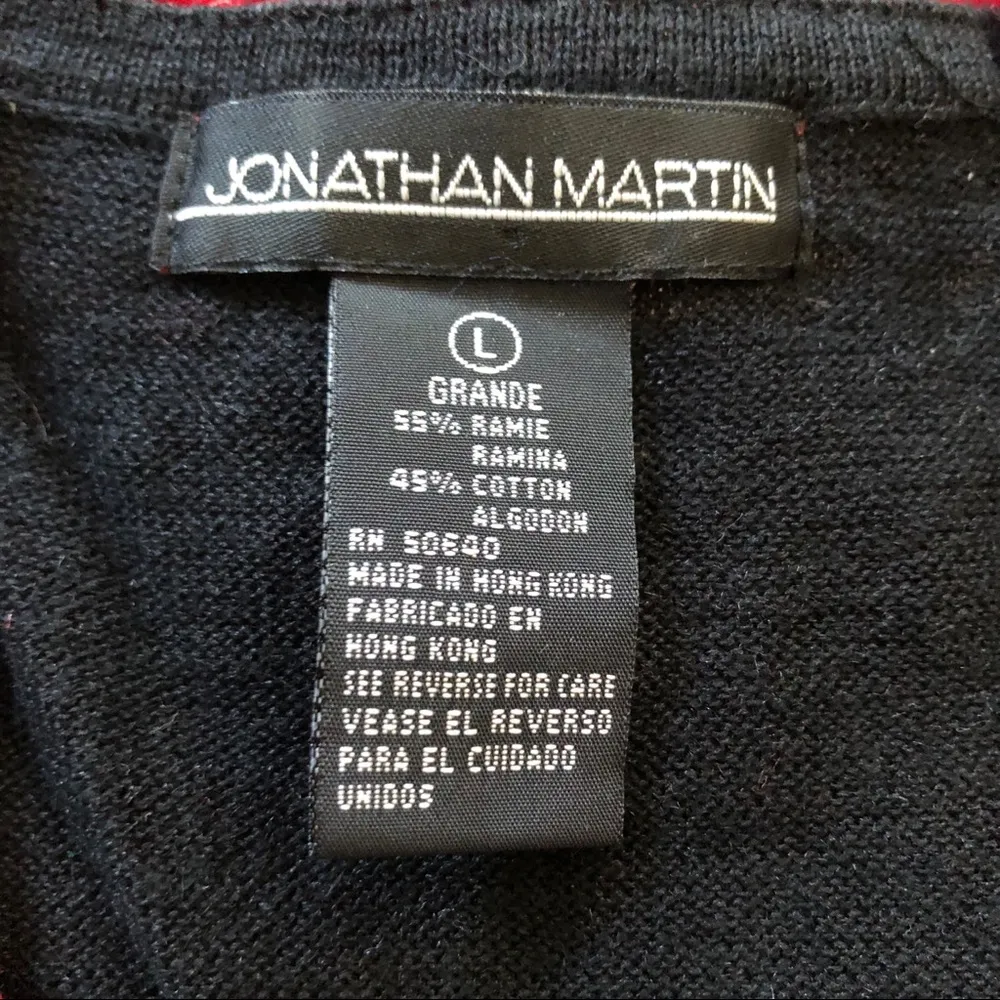 JONATHAN MARTIN
L
GRANDE
55% RAMIE
RAMINA
45% COTTON
ALGODON
RN 50640
MADE IN HONG KONG
FABRICADO EN
HONG KONG
SEE REVERSE FOR CARE
VEASE EL REVERSO
PARA EL CUIDADO
UNIDOS